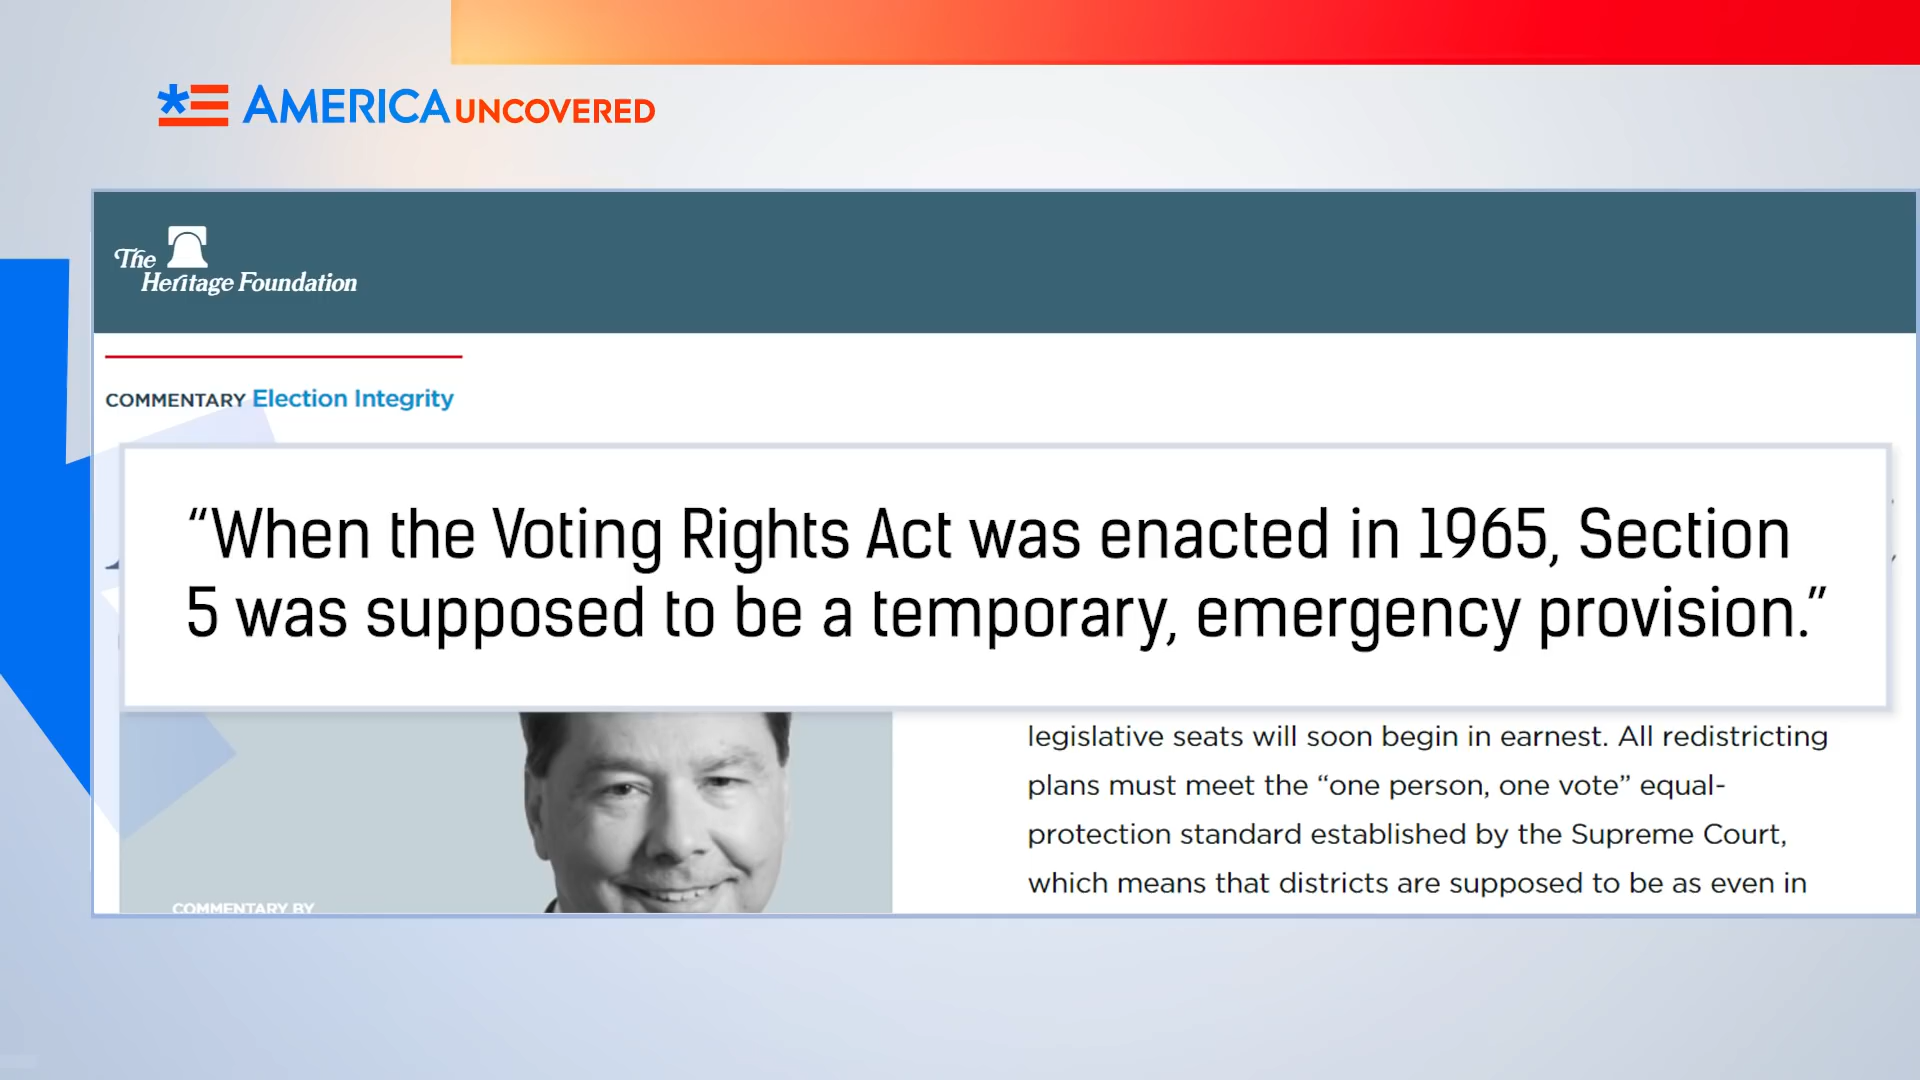 AMERICA UNCOVERED
The
Heritage Foundation
COMMENTARY Election Integrity
“When the Voting Rights Act was enacted in 1965, Section
5 was supposed to be a temporary, emergency provision.”
legislative seats will soon begin in earnest. All redistricting
plans must meet the “one person, one vote” equal-
protection standard established by the Supreme Court,
which means that districts are supposed to be as even in
COMMENTARY BY